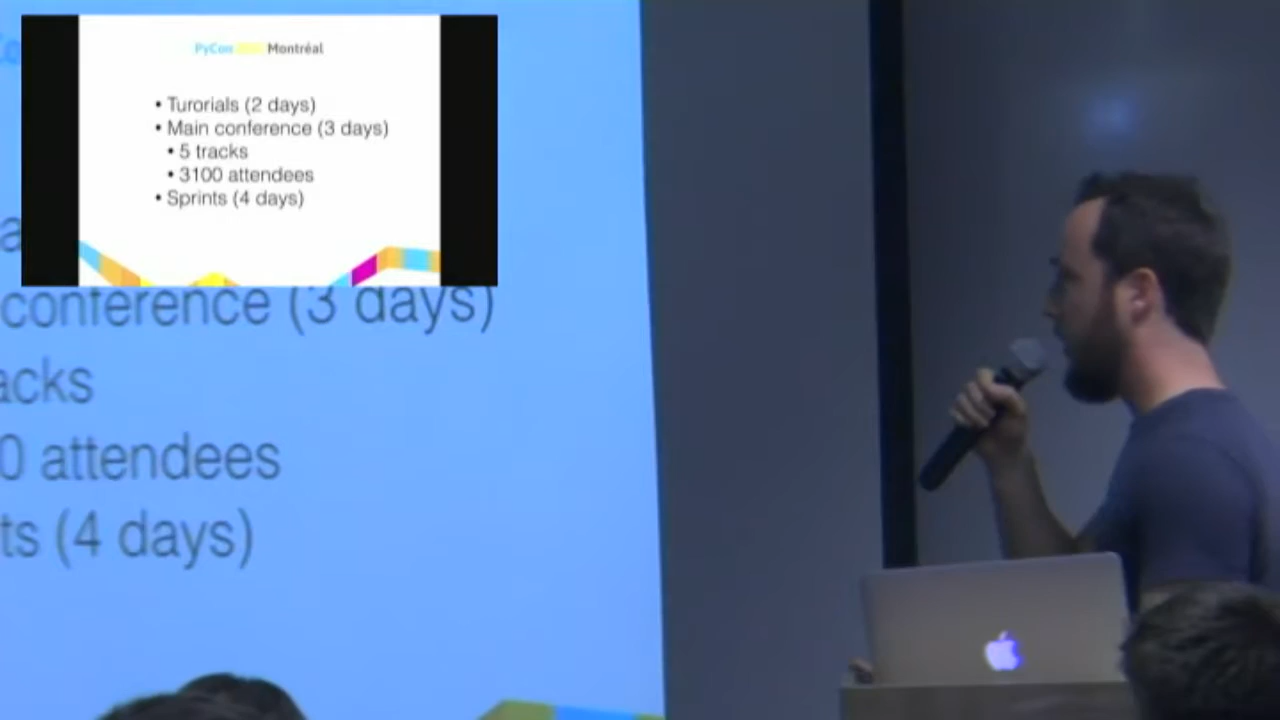 PyCon Montréal
• Turorials (2 days)
• Main conference (3 days)
• 5 tracks
• 3100 attendees
• Sprints (4 days)
conference (3 days)
acks
0 attendees
ts (4 days)